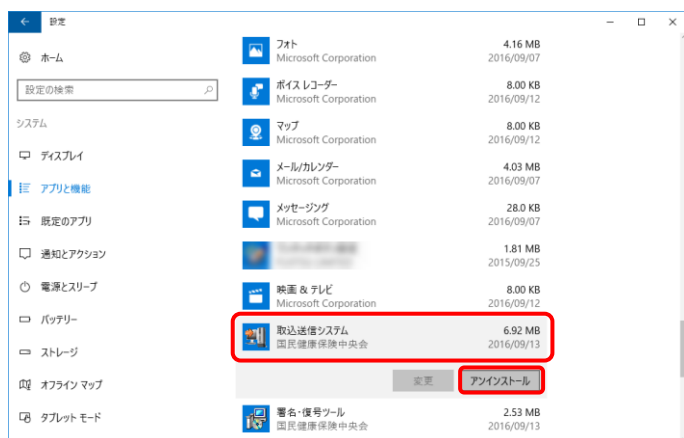 設定
ホーム
設定の検索
システム
ディスプレイ
アプリと機能
既定のアプリ
通知とアクション
電源とスリープ
バッテリー
ストレージ
オフライン マップ
タブレット モード
フォト
4.16 MB
Microsoft Corporation
2016/09/07
ボイス レコーダー
8.00 KB
Microsoft Corporation
2016/09/12
マップ
8.00 KB
Microsoft Corporation
2016/09/12
メール/カレンダー
4.03 MB
Microsoft Corporation
2016/09/07
メッセージング
28.0 KB
Microsoft Corporation
2016/09/07
1.81 MB
2015/09/25
映画 & テレビ
8.00 KB
Microsoft Corporation
2016/09/12
取込送信システム
6.92 MB
国民健康保険中央会
2016/09/13
変更
アンインストール
署名・復号ツール
2.53 MB
国民健康保険中央会
2016/09/13